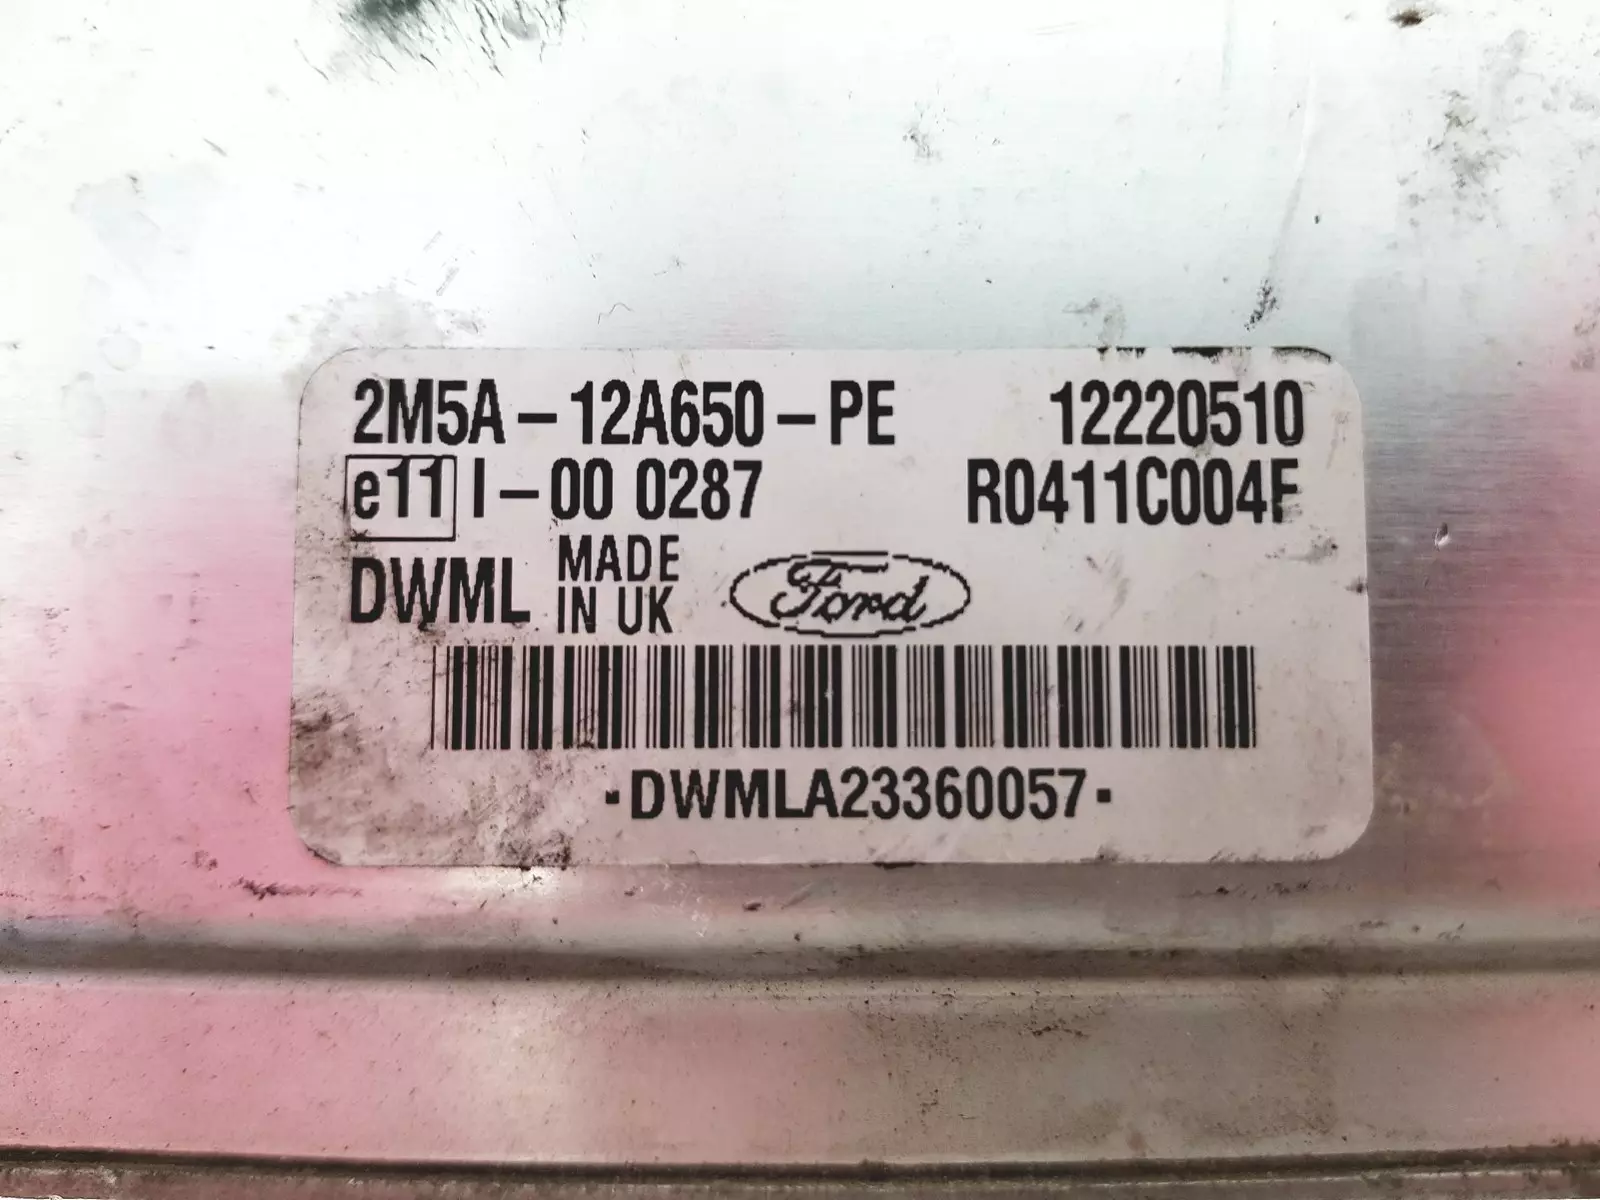 2M5A-12A650-PE 12220510
e11 I-00 0287 R0411C004F
DWML MADE IN UK Ford
-DWMLA23360057-